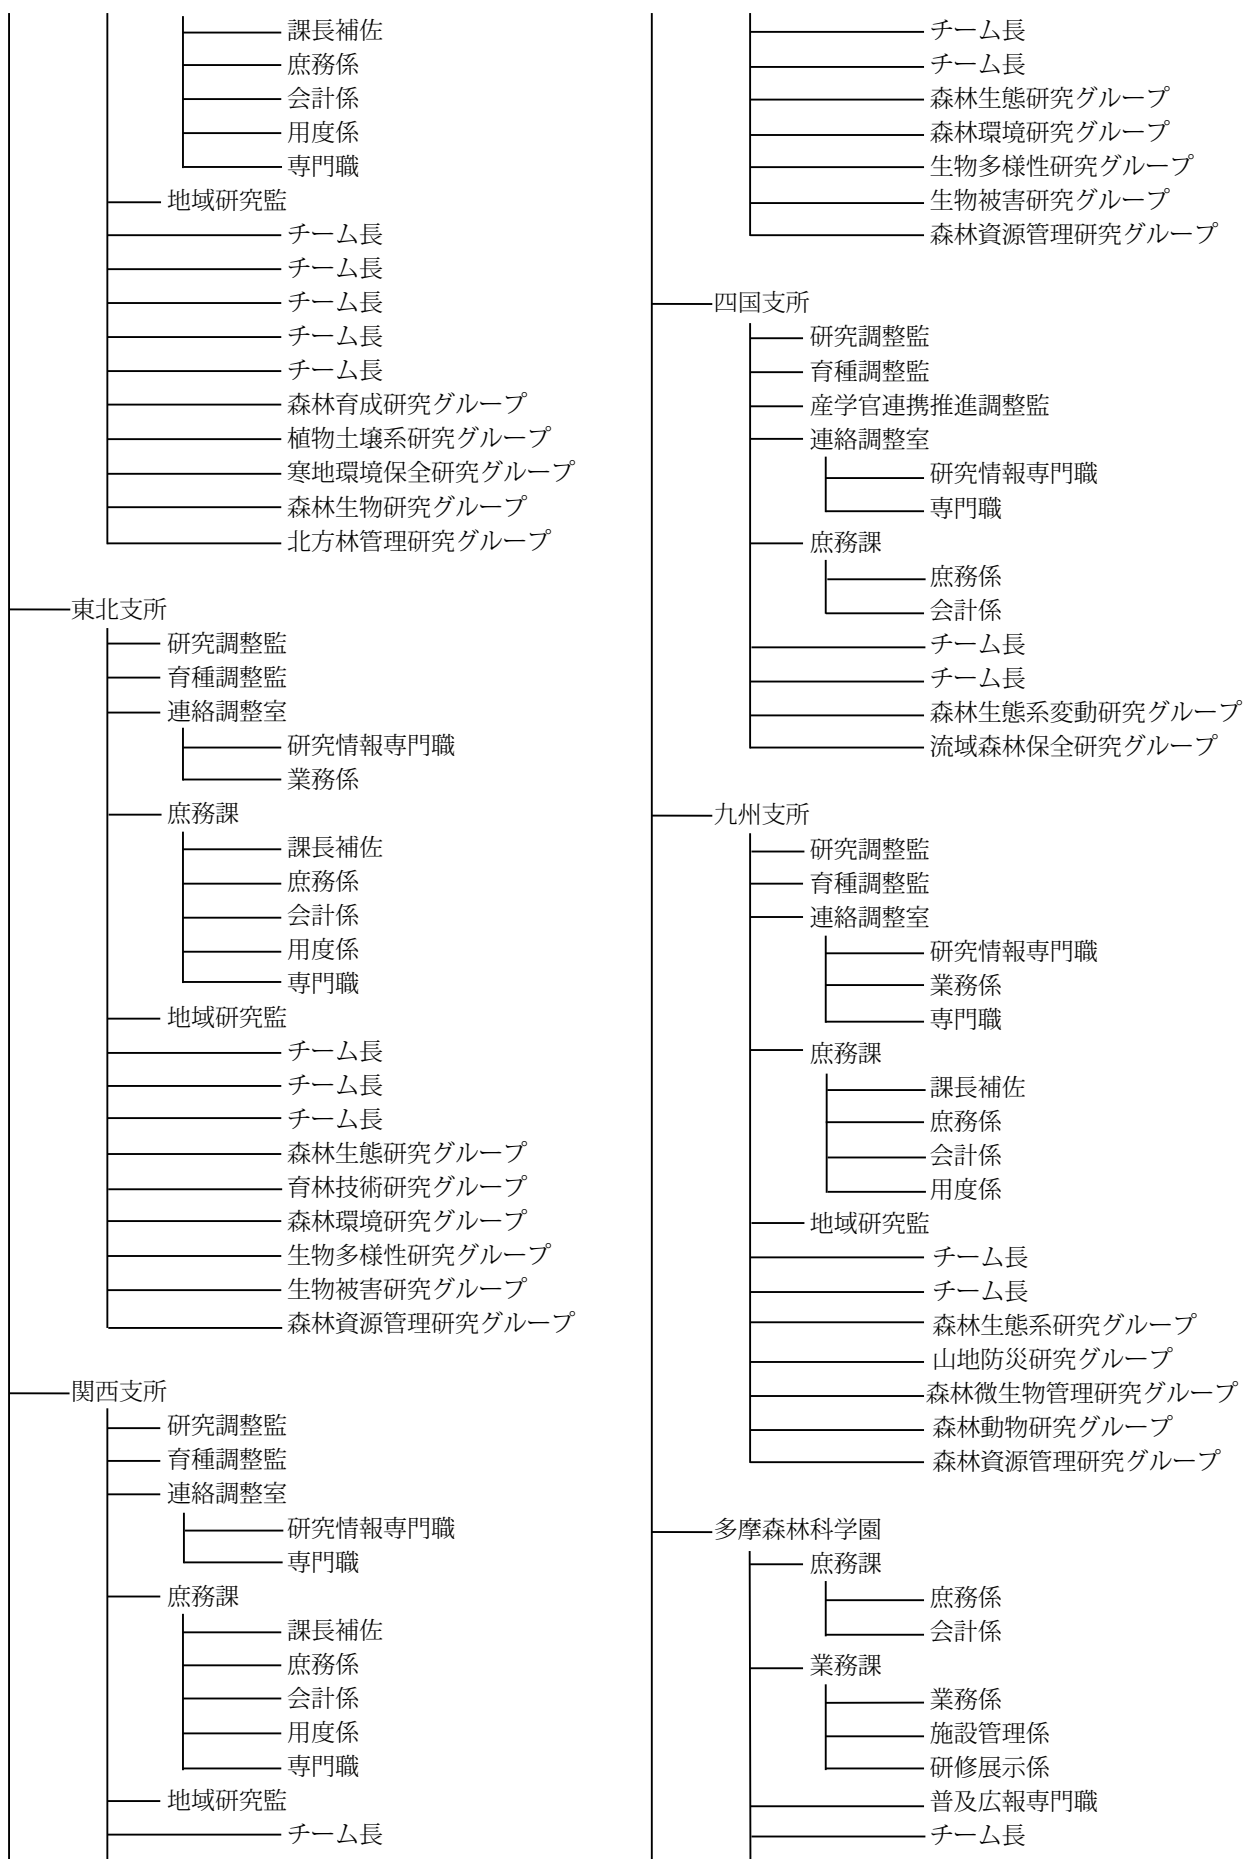 課長補佐
庶務係
会計係
用度係
専門職
地域研究監
チーム長
チーム長
チーム長
チーム長
チーム長
森林育成研究グループ
植物土壌系研究グループ
寒地環境保全研究グループ
森林生物研究グループ
北方林管理研究グループ
東北支所
研究調整監
育種調整監
連絡調整室
研究情報専門職
業務係
庶務課
課長補佐
庶務係
会計係
用度係
専門職
地域研究監
チーム長
チーム長
チーム長
森林生態研究グループ
育林技術研究グループ
森林環境研究グループ
生物多様性研究グループ
生物被害研究グループ
森林資源管理研究グループ
関西支所
研究調整監
育種調整監
連絡調整室
研究情報専門職
専門職
庶務課
課長補佐
庶務係
会計係
用度係
専門職
地域研究監
チーム長
チーム長
チーム長
森林生態研究グループ
森林環境研究グループ
生物多様性研究グループ
生物被害研究グループ
森林資源管理研究グループ
四国支所
研究調整監
育種調整監
産学官連携推進調整監
連絡調整室
研究情報専門職
専門職
庶務課
庶務係
会計係
チーム長
チーム長
森林生態系変動研究グループ
流域森林保全研究グループ
九州支所
研究調整監
育種調整監
連絡調整室
研究情報専門職
業務係
専門職
庶務課
課長補佐
庶務係
会計係
用度係
地域研究監
チーム長
チーム長
森林生態系研究グループ
山地防災研究グループ
森林微生物管理研究グループ
森林動物研究グループ
森林資源管理研究グループ
多摩森林科学園
庶務課
庶務係
会計係
業務課
業務係
施設管理係
研修展示係
普及広報専門職
チーム長